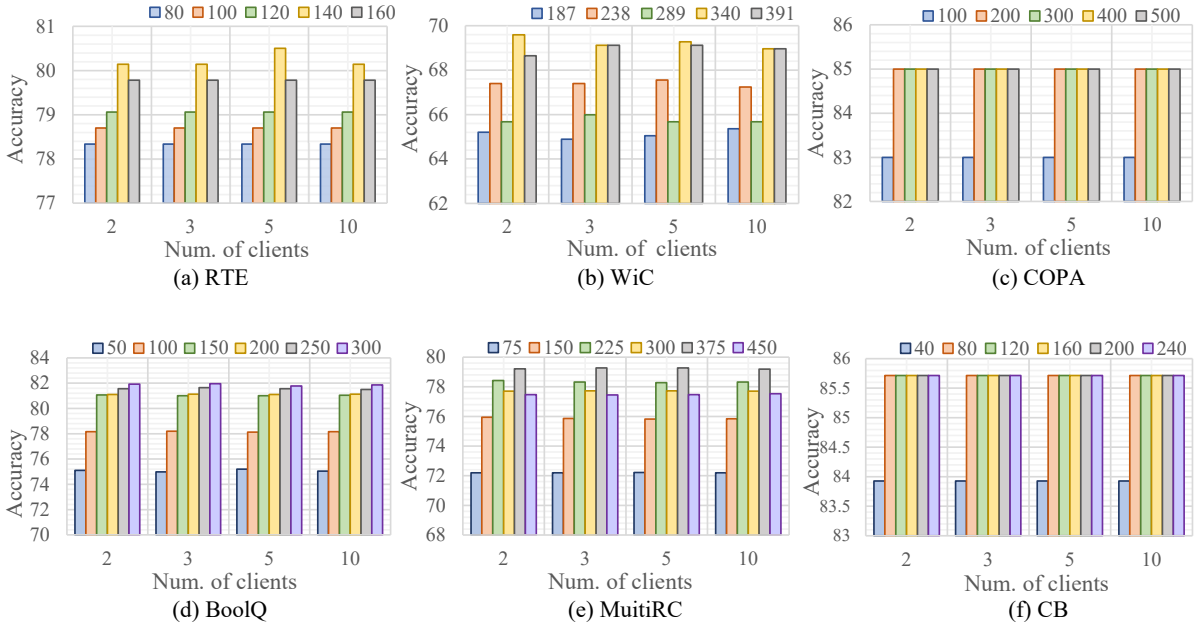 80 100 120 140 160
81
80
79
78
77
Accuracy
2 3 5 10
Num. of clients
(a) RTE
187 238 289 340 391
70
68
66
64
62
Accuracy
2 3 5 10
Num. of clients
(b) WiC
100 200 300 400 500
86
85
84
83
82
Accuracy
2 3 5 10
Num. of clients
(c) COPA
50 100 150 200 250 300
84
82
80
78
76
74
72
70
Accuracy
2 3 5 10
Num. of clients
(d) BoolQ
75 150 225 300 375 450
80
78
76
74
72
70
68
Accuracy
2 3 5 10
Num. of clients
(e) MuitiRC
40 80 120 160 200 240
86
85.5
85
84.5
84
83.5
83
Accuracy
2 3 5 10
Num. of clients
(f) CB